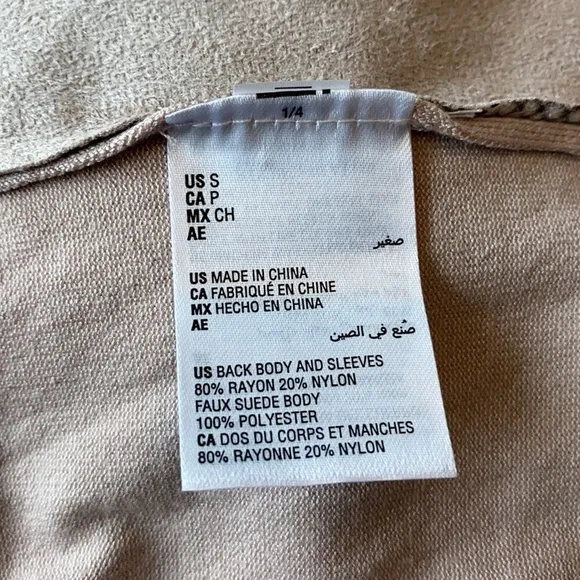 1/4
US S
CA P
MX CH
AE
صغير
US MADE IN CHINA
CA FABRIQUÉ EN CHINE
MX HECHO EN CHINA
AE
صُنع في الصين
US BACK BODY AND SLEEVES
80% RAYON 20% NYLON
FAUX SUEDE BODY
100% POLYESTER
CA DOS DU CORPS ET MANCHES
80% RAYONNE 20% NYLON